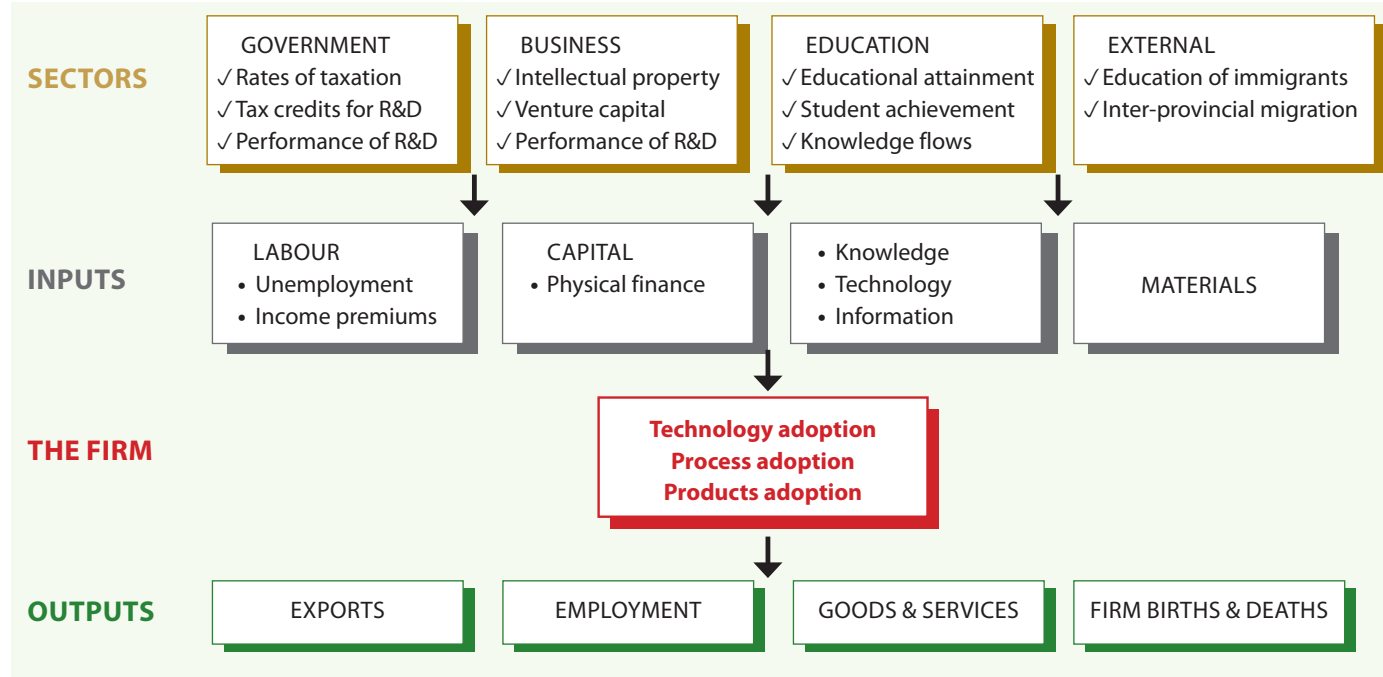 SECTORS
GOVERNMENT
✓ Rates of taxation
✓ Tax credits for R&D
✓ Performance of R&D
BUSINESS
✓ Intellectual property
✓ Venture capital
✓ Performance of R&D
EDUCATION
✓ Educational attainment
✓ Student achievement
✓ Knowledge flows
EXTERNAL
✓ Education of immigrants
✓ Inter-provincial migration
INPUTS
LABOUR
• Unemployment
• Income premiums
CAPITAL
• Physical finance
• Knowledge
• Technology
• Information
MATERIALS
THE FIRM
Technology adoption
Process adoption
Products adoption
OUTPUTS
EXPORTS
EMPLOYMENT
GOODS & SERVICES
FIRM BIRTHS & DEATHS